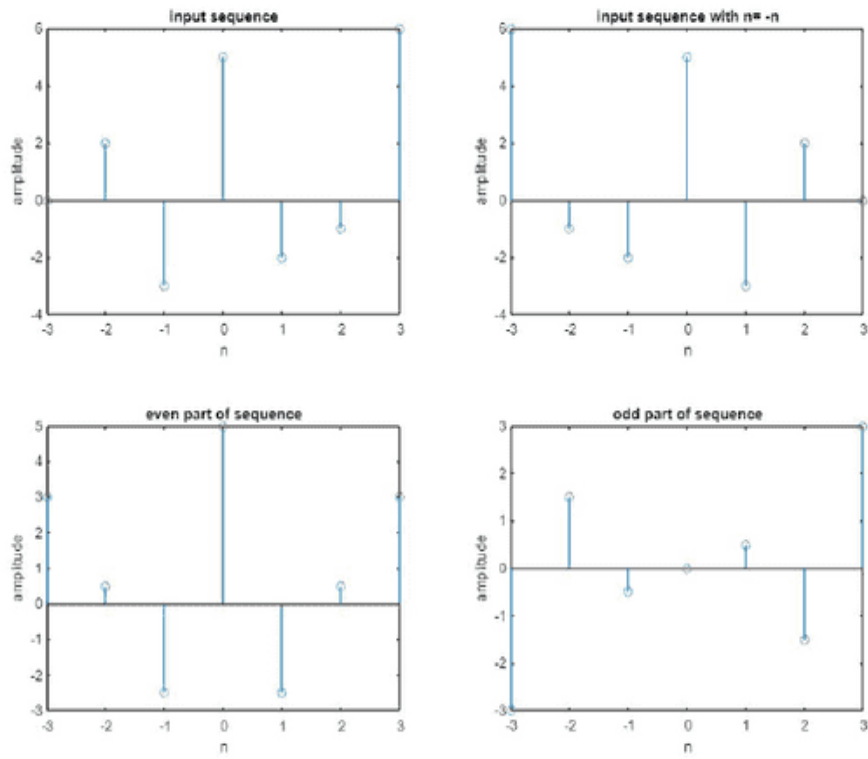 input sequence
6
4
2
0
-2
-4
amplitude
-3 -2 -1 0 1 2 3
n
input sequence with n= -n
6
4
2
0
-2
-4
amplitude
-3 -2 -1 0 1 2 3
n
even part of sequence
5
4
3
2
1
0
-1
-2
-3
amplitude
-3 -2 -1 0 1 2 3
n
odd part of sequence
3
2
1
0
-1
-2
-3
amplitude
-3 -2 -1 0 1 2 3
n